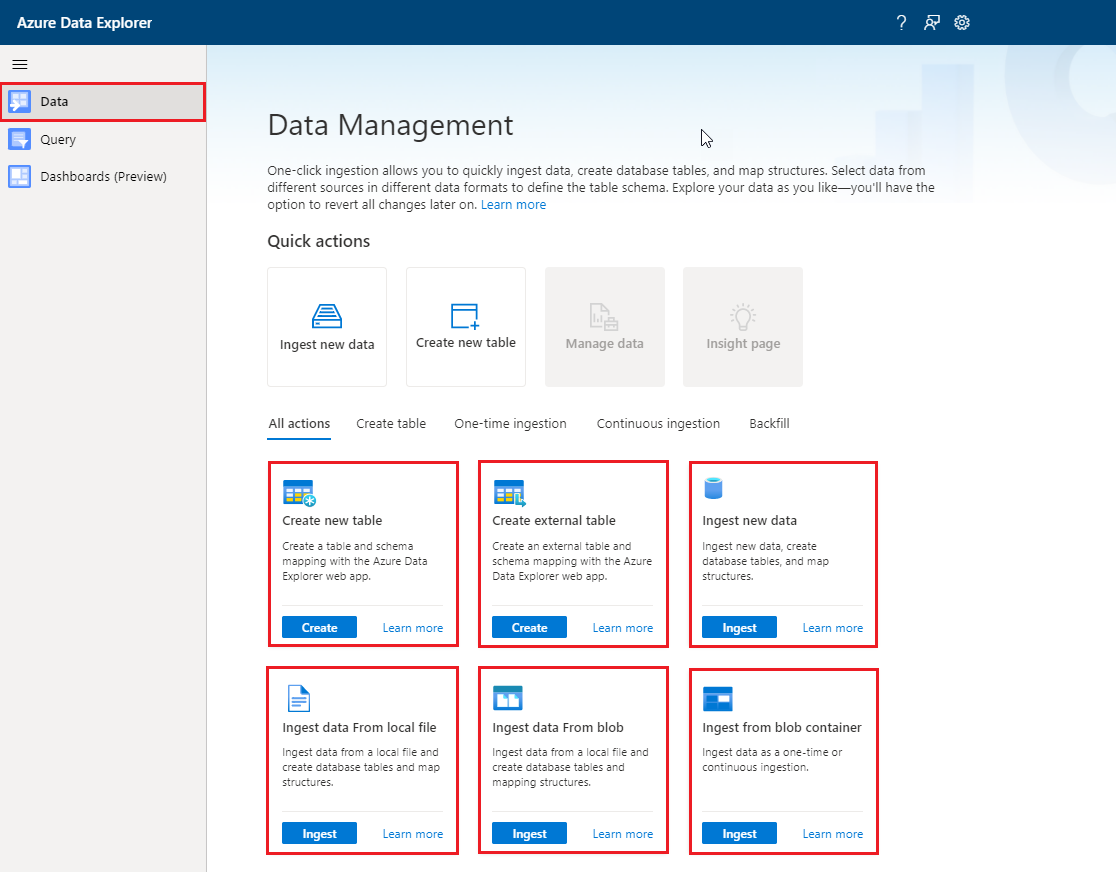 Azure Data Explorer
?
Data
Query
Dashboards (Preview)
Data Management
One-click ingestion allows you to quickly ingest data, create database tables, and map structures. Select data from
different sources in different data formats to define the table schema. Explore your data as you like—you'll have the
option to revert all changes later on. Learn more
Quick actions
Ingest new data
Create new table
Manage data
Insight page
All actions
Create table
One-time ingestion
Continuous ingestion
Backfill
Create new table
Create a table and schema
mapping with the Azure Data
Explorer web app.
Create
Learn more
Create external table
Create an external table and
schema mapping with the Azure
Data Explorer web app.
Create
Learn more
Ingest new data
Ingest new data, create
database tables, and map
structures.
Ingest
Learn more
Ingest data From local file
Ingest data from a local file and
create database tables and map
structures.
Ingest
Learn more
Ingest data From blob
Ingest data from a local file and
create database tables and
mapping structures.
Ingest
Learn more
Ingest from blob container
Ingest data as a one-time or
continuous ingestion.
Ingest
Learn more